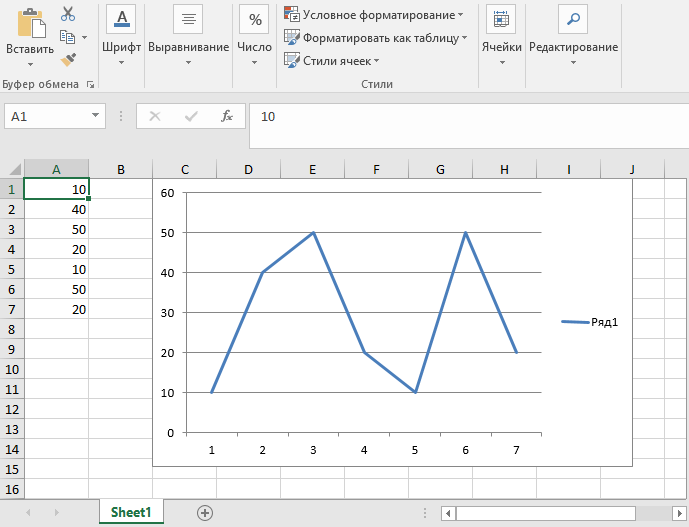 Вставить
Буфер обмена
Шрифт
Выравнивание
%
Число
Условное форматирование
Форматировать как таблицу
Стили ячеек
Стили
Ячейки
Редактирование
A1
fx
10
A B C D E F G H I J
1 10
2 40
3 50
4 20
5 10
6 50
7 20
8
9
10
11
12
13
14
15
16
60
50
40
30
20
10
0
1 2 3 4 5 6 7
Ряд1
Sheet1